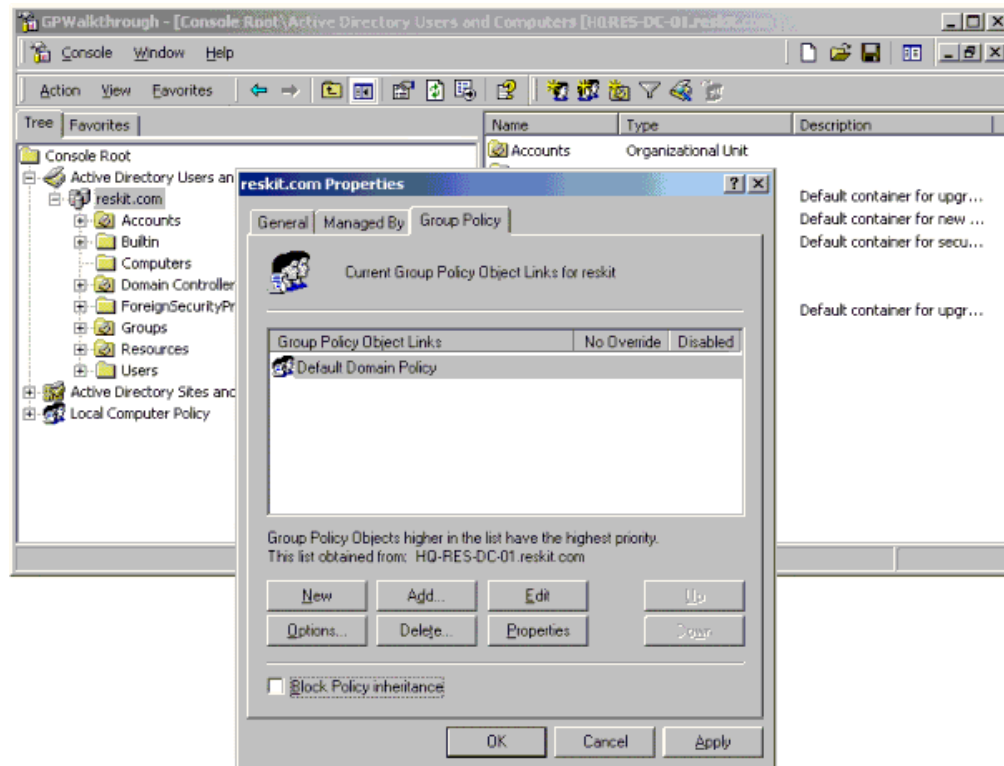 GPWalkthrough - [Console Root\Active Directory Users and Computers [HQRES-DC-01.reskit.com
Console Window Help
Action View Favorites
Tree Favorites
Name Type Description
Console Root
Accounts Organizational Unit
Active Directory Users an
reskit.com
Default container for upgr...
Accounts
Default container for new ...
Builtin
Default container for secu...
Computers
Domain Controller
ForeignSecurityPr
Default container for upgr...
Groups
Resources
Users
Active Directory Sites and
Local Computer Policy
reskit.com Properties
General Managed By Group Policy
Current Group Policy Object Links for reskit
Group Policy Object Links No Override Disabled
Default Domain Policy
Group Policy Objects higher in the list have the highest priority.
This list obtained from: HQ-RES-DC-01.reskit.com
New Add... Edit Up
Options... Delete... Properties Down
Block Policy inheritance
OK Cancel Apply